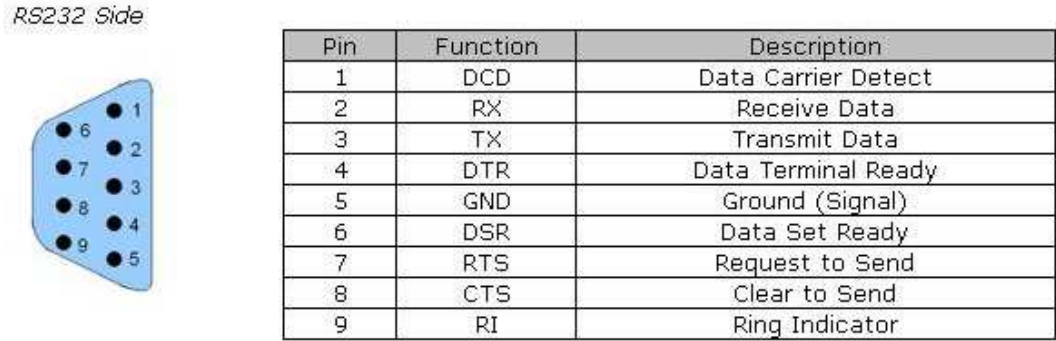 RS232 Side
1
6
2
7
3
8
4
9
5
Pin Function Description
1 DCD Data Carrier Detect
2 RX Receive Data
3 TX Transmit Data
4 DTR Data Terminal Ready
5 GND Ground (Signal)
6 DSR Data Set Ready
7 RTS Request to Send
8 CTS Clear to Send
9 RI Ring Indicator